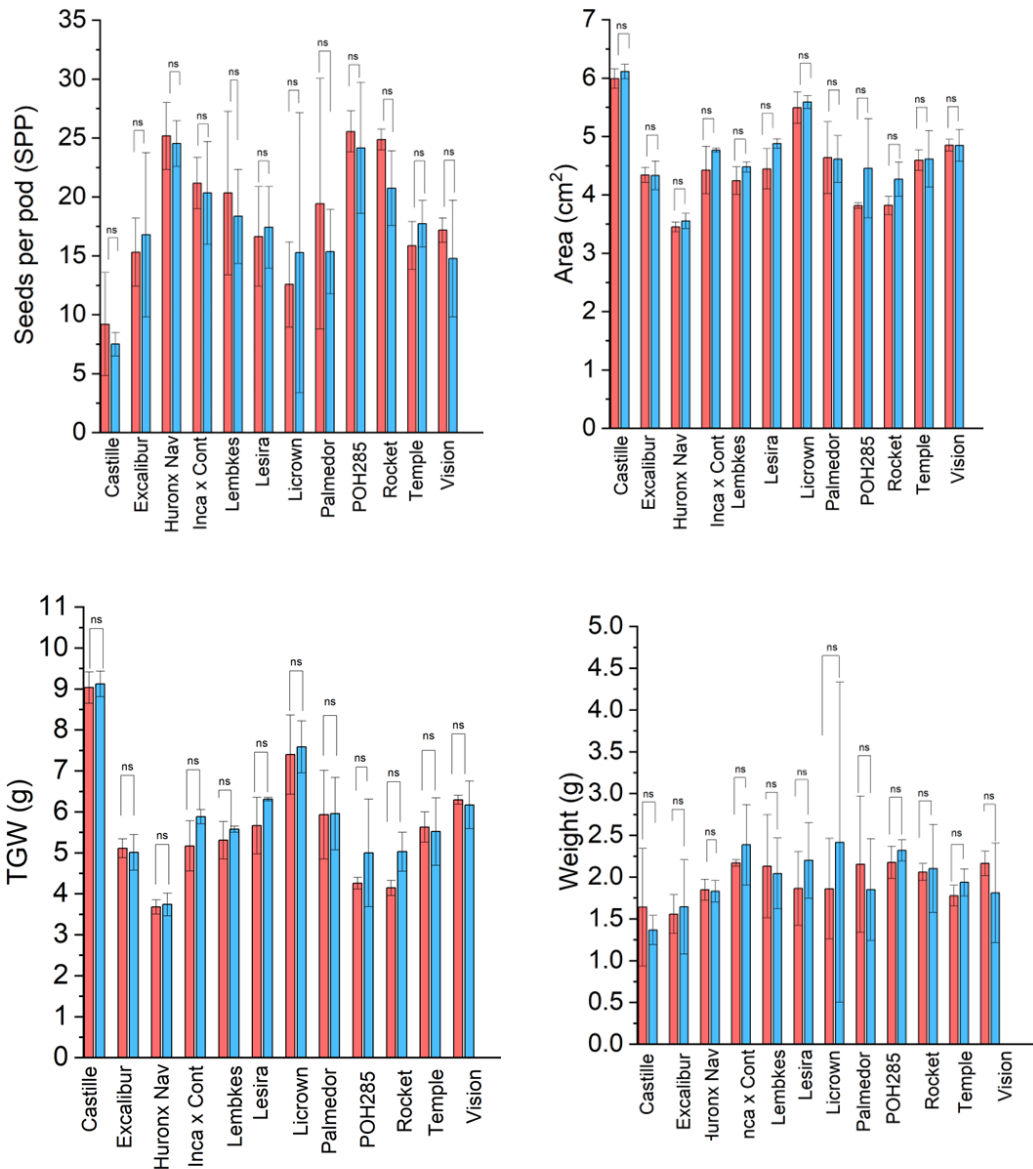 Seeds per pod (SPP)
35
30
25
20
15
10
5
0
ns
ns
ns
ns
ns
ns
ns
ns
ns
ns
ns
ns
Castille
Excalibur
Huronx Nav
Inca x Cont
Lembkes
Lesira
Licrown
Palmedor
POH285
Rocket
Temple
Vision
Area (cm²)
7
6
5
4
3
2
1
0
ns
ns
ns
ns
ns
ns
ns
ns
ns
ns
ns
ns
Castille
Excalibur
Huronx Nav
Inca x Cont
Lembkes
Lesira
Licrown
Palmedor
POH285
Rocket
Temple
Vision
TGW (g)
11
10
9
8
7
6
5
4
3
2
1
0
ns
ns
ns
ns
ns
ns
ns
ns
ns
ns
ns
ns
Castille
Excalibur
Huronx Nav
Inca x Cont
Lembkes
Lesira
Licrown
Palmedor
POH285
Rocket
Temple
Vision
Weight (g)
5.0
4.5
4.0
3.5
3.0
2.5
2.0
1.5
1.0
0.5
0.0
ns
ns
ns
ns
ns
ns
ns
ns
ns
ns
ns
ns
Castille
Excalibur
Huronx Nav
nca x Cont
Lembkes
Lesira
Licrown
Palmedor
POH285
Rocket
Temple
Vision